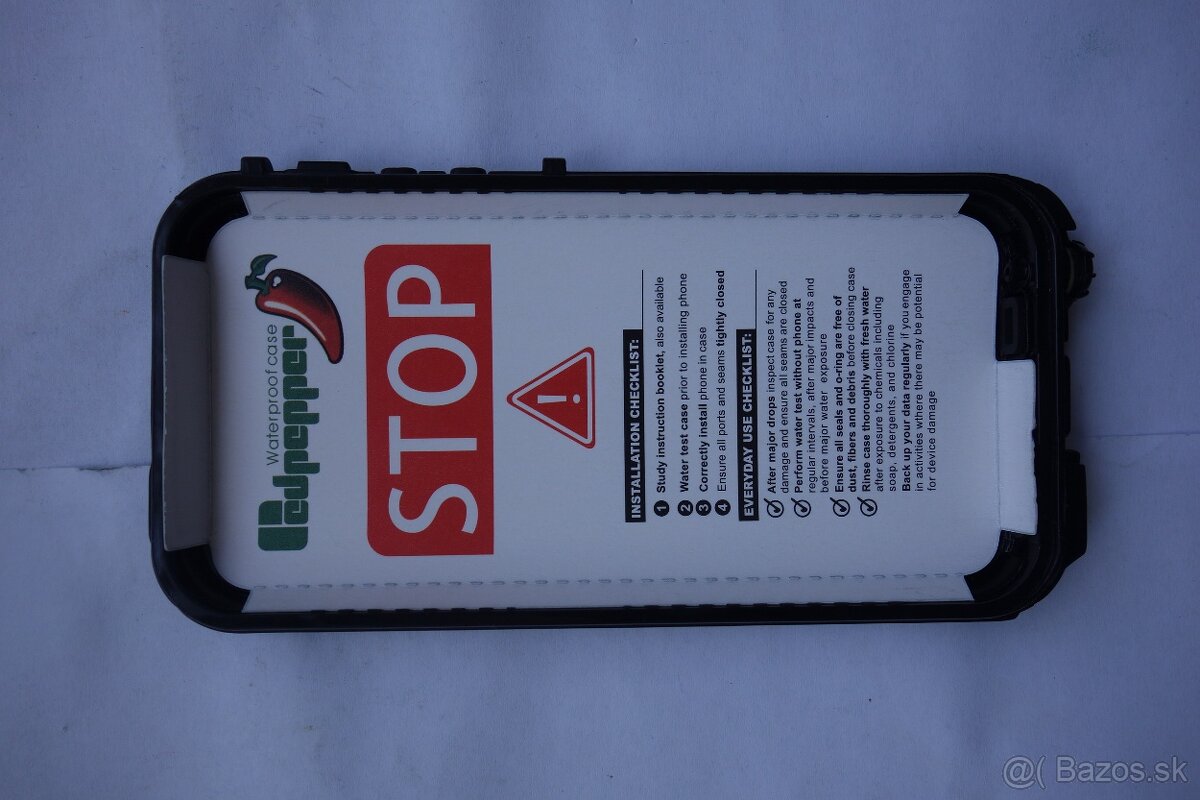 Waterproof case
Redpepper
STOP
!
INSTALLATION CHECKLIST:
1 Study instruction booklet, also available
2 Water test case prior to installing phone
3 Correctly install phone in case
4 Ensure all ports and seams tightly closed
EVERYDAY USE CHECKLIST:
After major drops inspect case for any
damage and ensure all seams are closed
Perform water test without phone at
regular intervals, after major impacts and
before major water exposure
Ensure all seals and o-ring are free of
dust, fibers and debris before closing case
Rinse case thoroughly with fresh water
after exposure to chemicals including
soap, detergents, and chlorine
Back up your data regularly if you engage
in activities where there may be potential
for device damage
@( Bazos.sk